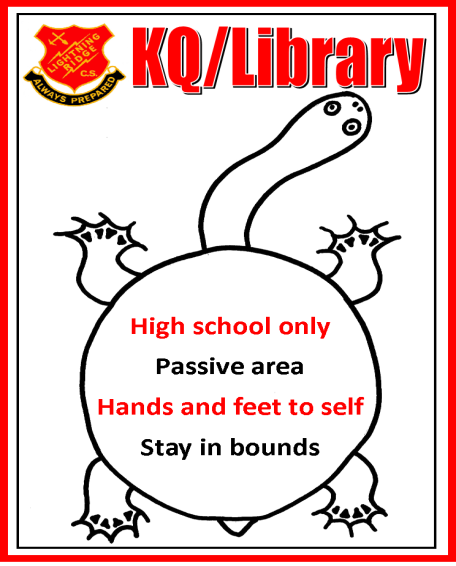 LIGHTNING
RIDGE
C.S.
ALWAYS PREPARED
KQ/Library
High school only
Passive area
Hands and feet to self
Stay in bounds